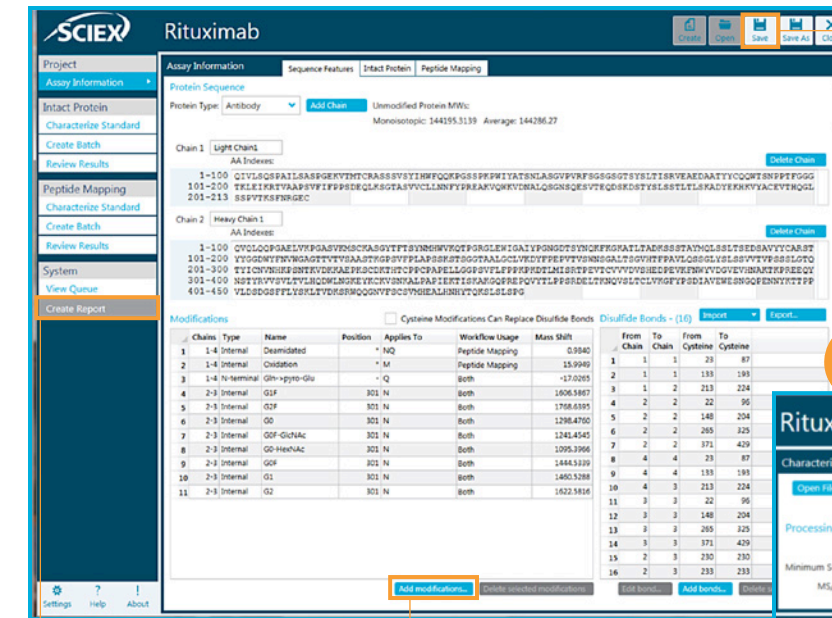 SCIEX
Rituximab
Create Open Save Save As Clo
Project
Assay Information
Intact Protein
Characterize Standard
Create Batch
Review Results
Peptide Mapping
Characterize Standard
Create Batch
Review Results
System
View Queue
Create Report
Settings Help About
Assay Information Sequence Features Intact Protein Peptide Mapping
Protein Sequence
Protein Type: Antibody Add Chain Unmodified Protein MWs:
Monoisotopic: 144195.3139 Average: 144286.27
Chain 1 Light Chain1
AA Indexes: Delete Chain
1-100 QIVLSQSPAILSASPGEKVTMTCRASSSVSYIHWFQQKPGSSPKPWIYATSNLASGVPVRFSGSGSGTSYSLTISRVEAEDAATYYCQQWTSNPPTFGGG
101-200 TKLEIKRTVAAPSVFIFPPSDEQLKSGTASVVCLLNNFYPREAKVQWKVDNALQSGNSQESVTEQDSKDSTYSLSSTLTLSKADYEKHKVYACEVTHQGL
201-213 SSPVTKSFNRGEC
Chain 2 Heavy Chain 1
AA Indexes: Delete Chain
1-100 QVQLQQPGAELVKPGASVKMSCKASGYTFTSYNMHWVKQTPGRGLEWIGAIYPGNGDTSYNQKFKGKATLTADKSSSTAYMQLSSLTSEDSAVYYCARST
101-200 YYGGDWYFNVWGAGTTVTVSAASTKGPSVFPLAPSSKSTSGGTAALGCLVKDYFPEPVTVSWNSGALTSGVHTFPAVLQSSGLYSLSSVVTVPSSSLGTQ
201-300 TYICNVNHKPSNTKVDKKAEPKSCDKTHTCPPCPAPELLGGPSVFLFPPKPKDTLMISRTPEVTCVVVDVSHEDPEVKFNWYVDGVEVHNAKTKPREEQY
301-400 NSTYRVVSVLTVLHQDWLNGKEYKCKVSNKALPAPIEKTISKAKGQPREPQVYTLPPSRDELTKNQVSLTCLVKGFYPSDIAVEWESNGQPENNYKTTPP
401-450 VLDSDGSFFLYSKLTVDKSRWQQGNVFSCSVMHEALHNHYTQKSLSLSPG
Modifications Cysteine Modifications Can Replace Disulfide Bonds
Chains Type Name Position Applies To Workflow Usage Mass Shift
1 1-4 Internal Deamidated * NQ Peptide Mapping 0.9840
2 1-4 Internal Oxidation * M Peptide Mapping 15.9949
3 1-4 N-terminal Gln->pyro-Glu - Q Both -17.0265
4 2-3 Internal G1F 301 N Both 1606.5867
5 2-3 Internal G2F 301 N Both 1768.6395
6 2-3 Internal G0 301 N Both 1298.4760
7 2-3 Internal G0F-GlcNAc 301 N Both 1241.4545
8 2-3 Internal G0-HexNAc 301 N Both 1095.3966
9 2-3 Internal G0F 301 N Both 1444.5339
10 2-3 Internal G1 301 N Both 1460.5288
11 2-3 Internal G2 301 N Both 1622.5816
Add modifications... Delete selected modifications
Disulfide Bonds - (16) Import Export...
From Chain To Chain From Cysteine To Cysteine
1 1 1 23 87
2 1 1 133 193
3 1 2 213 224
4 2 2 22 96
5 2 2 148 204
6 2 2 265 325
7 2 2 371 429
8 4 4 23 87
9 4 4 133 193
10 4 3 213 224
11 3 3 22 96
12 3 3 148 204
13 3 3 265 325
14 3 3 371 429
15 2 3 230 230
16 2 3 233 233
Edit bond... Add bonds... Delete s
Ritux
Characteri
Open Fil
Processin
Minimum S
MS,